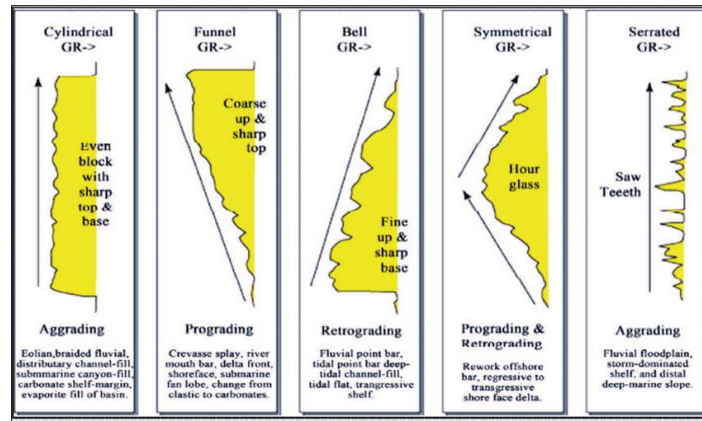 Cylindrical
GR->
Even
block
with
sharp
top &
base
Aggrading
Eolian,braided fluvial,
distributary channel-fill,
submmarine canyon-fill,
carbonate shelf-margin,
evaporite fill of basin.
Funnel
GR->
Coarse
up &
sharp
top
Prograding
Crevasse splay, river
mouth bar, delta front,
shoreface, submarine
fan lobe, change from
clastic to carbonates.
Bell
GR->
Fine
up &
sharp
base
Retrograding
Fluvial point bar,
tidal point bar deep-
tidal channel-fill,
tidal flat, trangressive
shelf.
Symmetrical
GR->
Hour
glass
Prograding &
Retrograding
Rework offshore
bar, regressive to
transgressive
shore face delta.
Serrated
GR->
Saw
Teeeth
Aggrading
Fluvial floodplain,
storm-dominated
shelf, and distal
deep-marine slope.